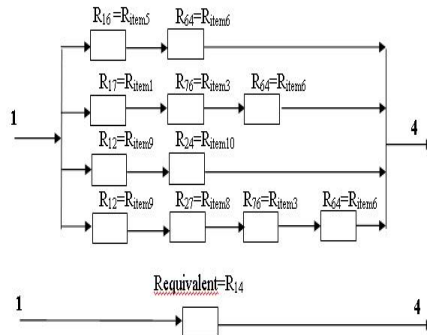 R16=Ritem5 R64=Ritem6
R17=Ritem1 R76=Ritem3 R64=Ritem6
1 4
R12=Ritem9 R24=Ritem10
R12=Ritem9 R27=Ritem8 R76=Ritem3 R64=Ritem6
Requivalent=R14
1 4